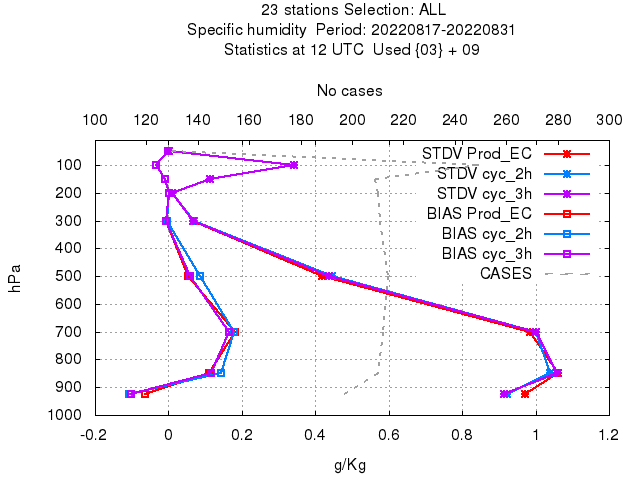 23 stations Selection: ALL
Specific humidity  Period: 20220817-20220831
Statistics at 12 UTC  Used {03} + 09
No cases
100 120 140 160 180 200 220 240 260 280 300
STDV Prod_EC
STDV cyc_2h
STDV cyc_3h
BIAS Prod_EC
BIAS cyc_2h
BIAS cyc_3h
CASES
hPa
100
200
300
400
500
600
700
800
900
1000
-0.2 0 0.2 0.4 0.6 0.8 1 1.2
g/Kg